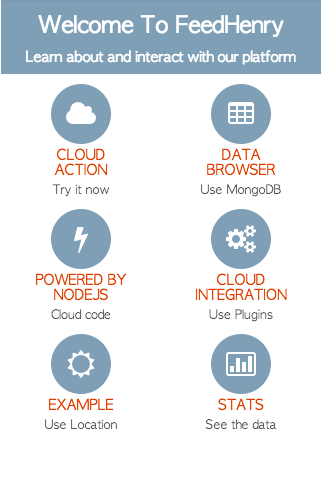 Welcome To FeedHenry
Learn about and interact with our platform
CLOUD
ACTION
Try it now
DATA
BROWSER
Use MongoDB
POWERED BY
NODEJS
Cloud code
CLOUD
INTEGRATION
Use Plugins
EXAMPLE
Use Location
STATS
See the data